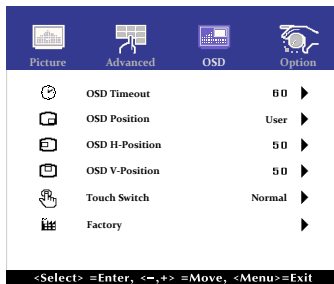 Picture Advanced OSD Option
OSD Timeout 60
OSD Position User
OSD H-Position 50
OSD V-Position 50
Touch Switch Normal
Factory
<Select> =Enter, <−,+> =Move, <Menu>=Exit